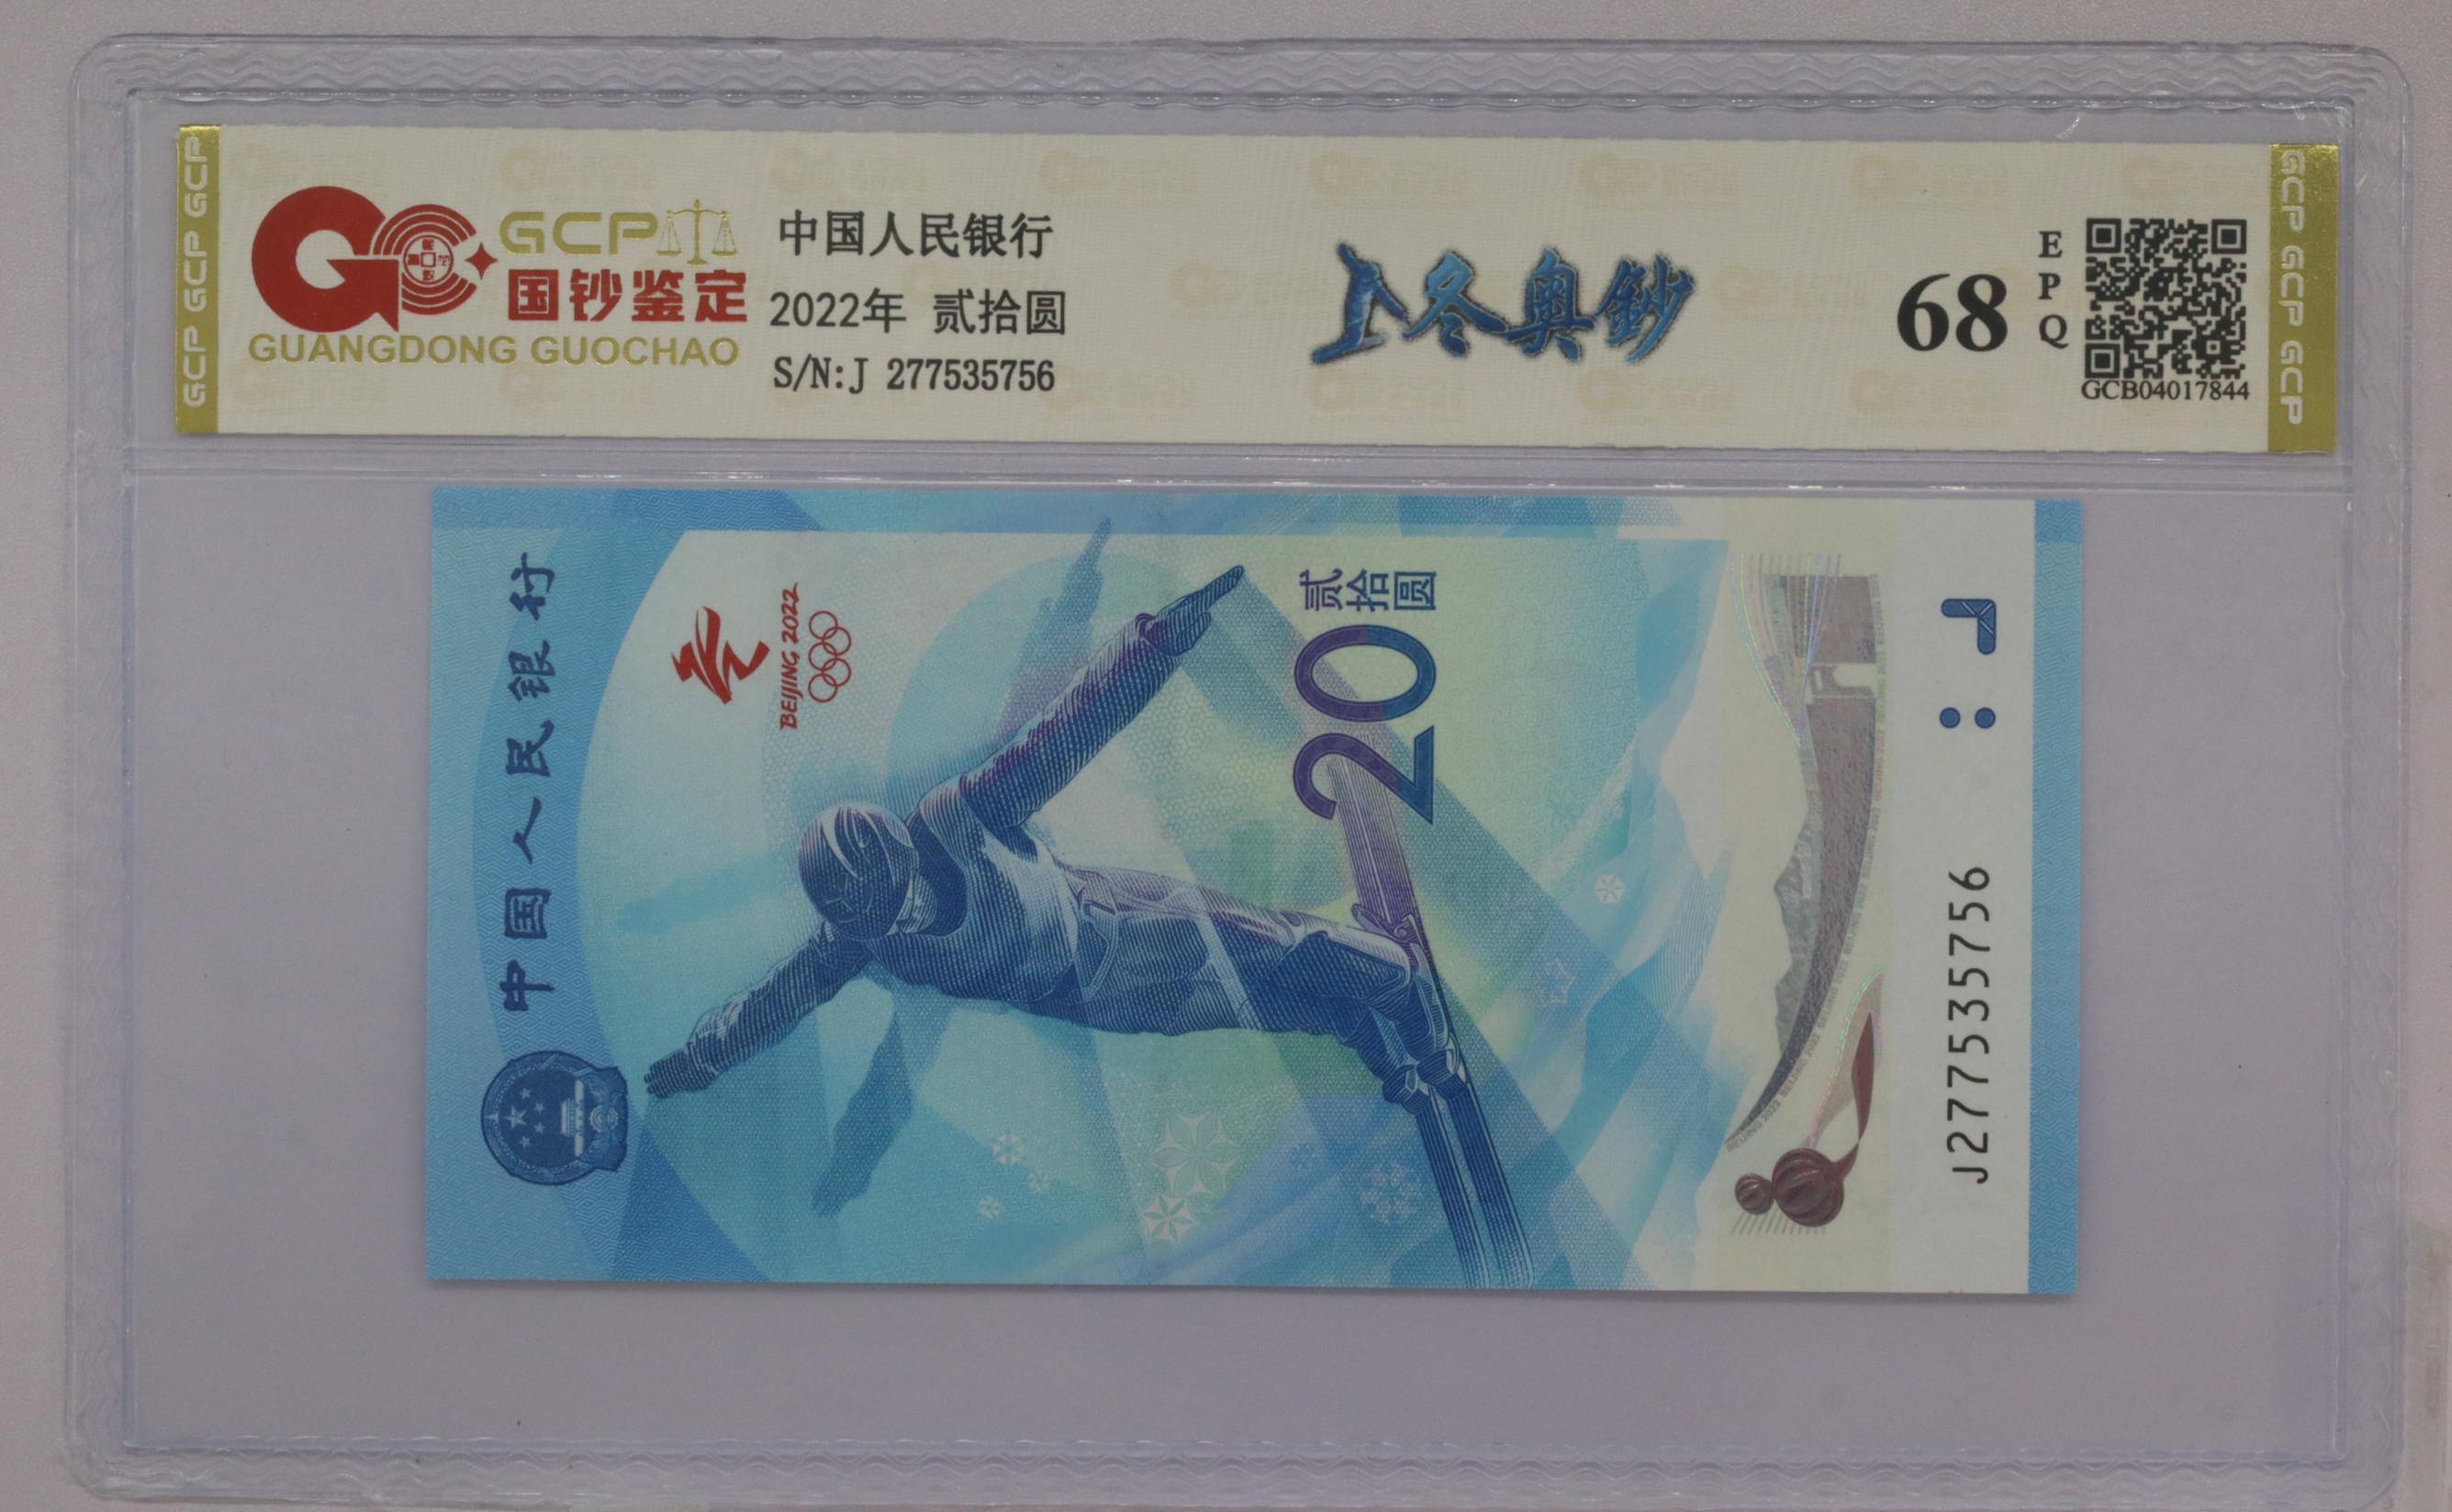 GCP GCP GCP
GCP
国钞鉴定
GUANGDONG GUOCHAO
中国人民银行
2022年 贰拾圆
S/N:J 277535756
冬奥鈔
68
EPQ
GCB04017844
GCP GCP GCP
中国人民银行
BEIJING 2022
贰拾圆
20
J277535756